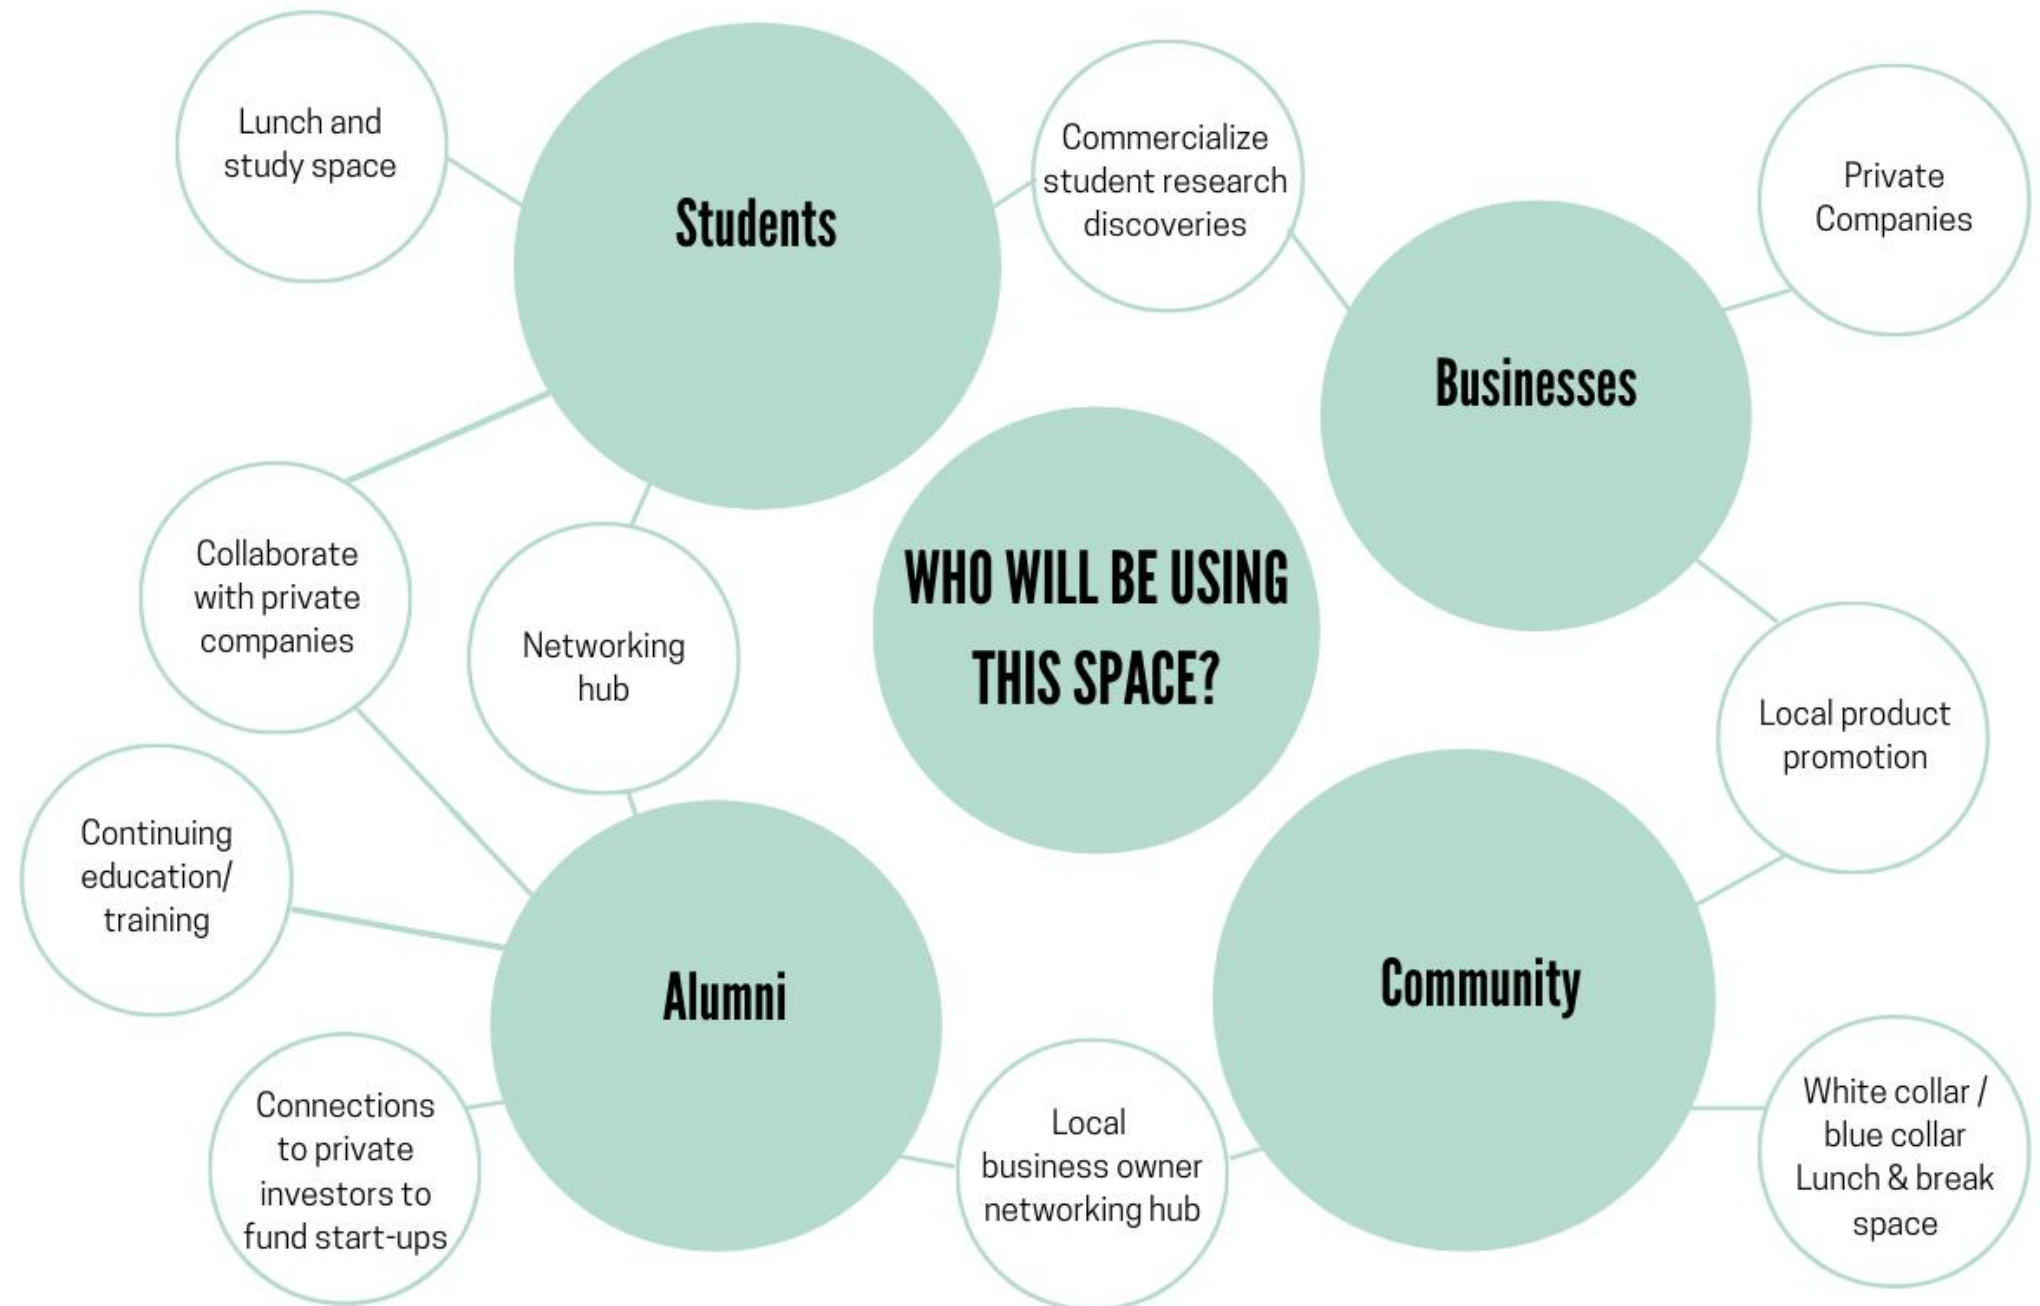 Lunch and
study space
Students
Commercialize
student research
discoveries
Private
Companies
Businesses
Collaborate
with private
companies
Networking
hub
WHO WILL BE USING
THIS SPACE?
Local product
promotion
Continuing
education/
training
Alumni
Community
Connections
to private
investors to
fund start-ups
Local
business owner
networking hub
White collar /
blue collar
Lunch & break
space